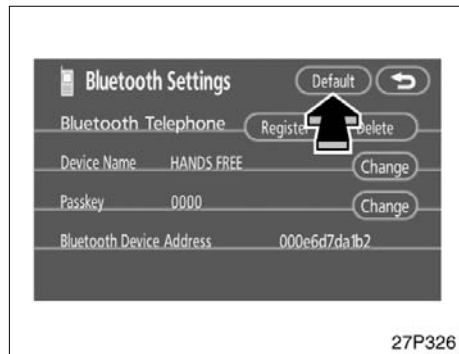 Bluetooth Settings Default
Bluetooth Telephone Register Delete
Device Name HANDS FREE Change
Passkey 0000 Change
Bluetooth Device Address 000e6d7da1b2
27P326